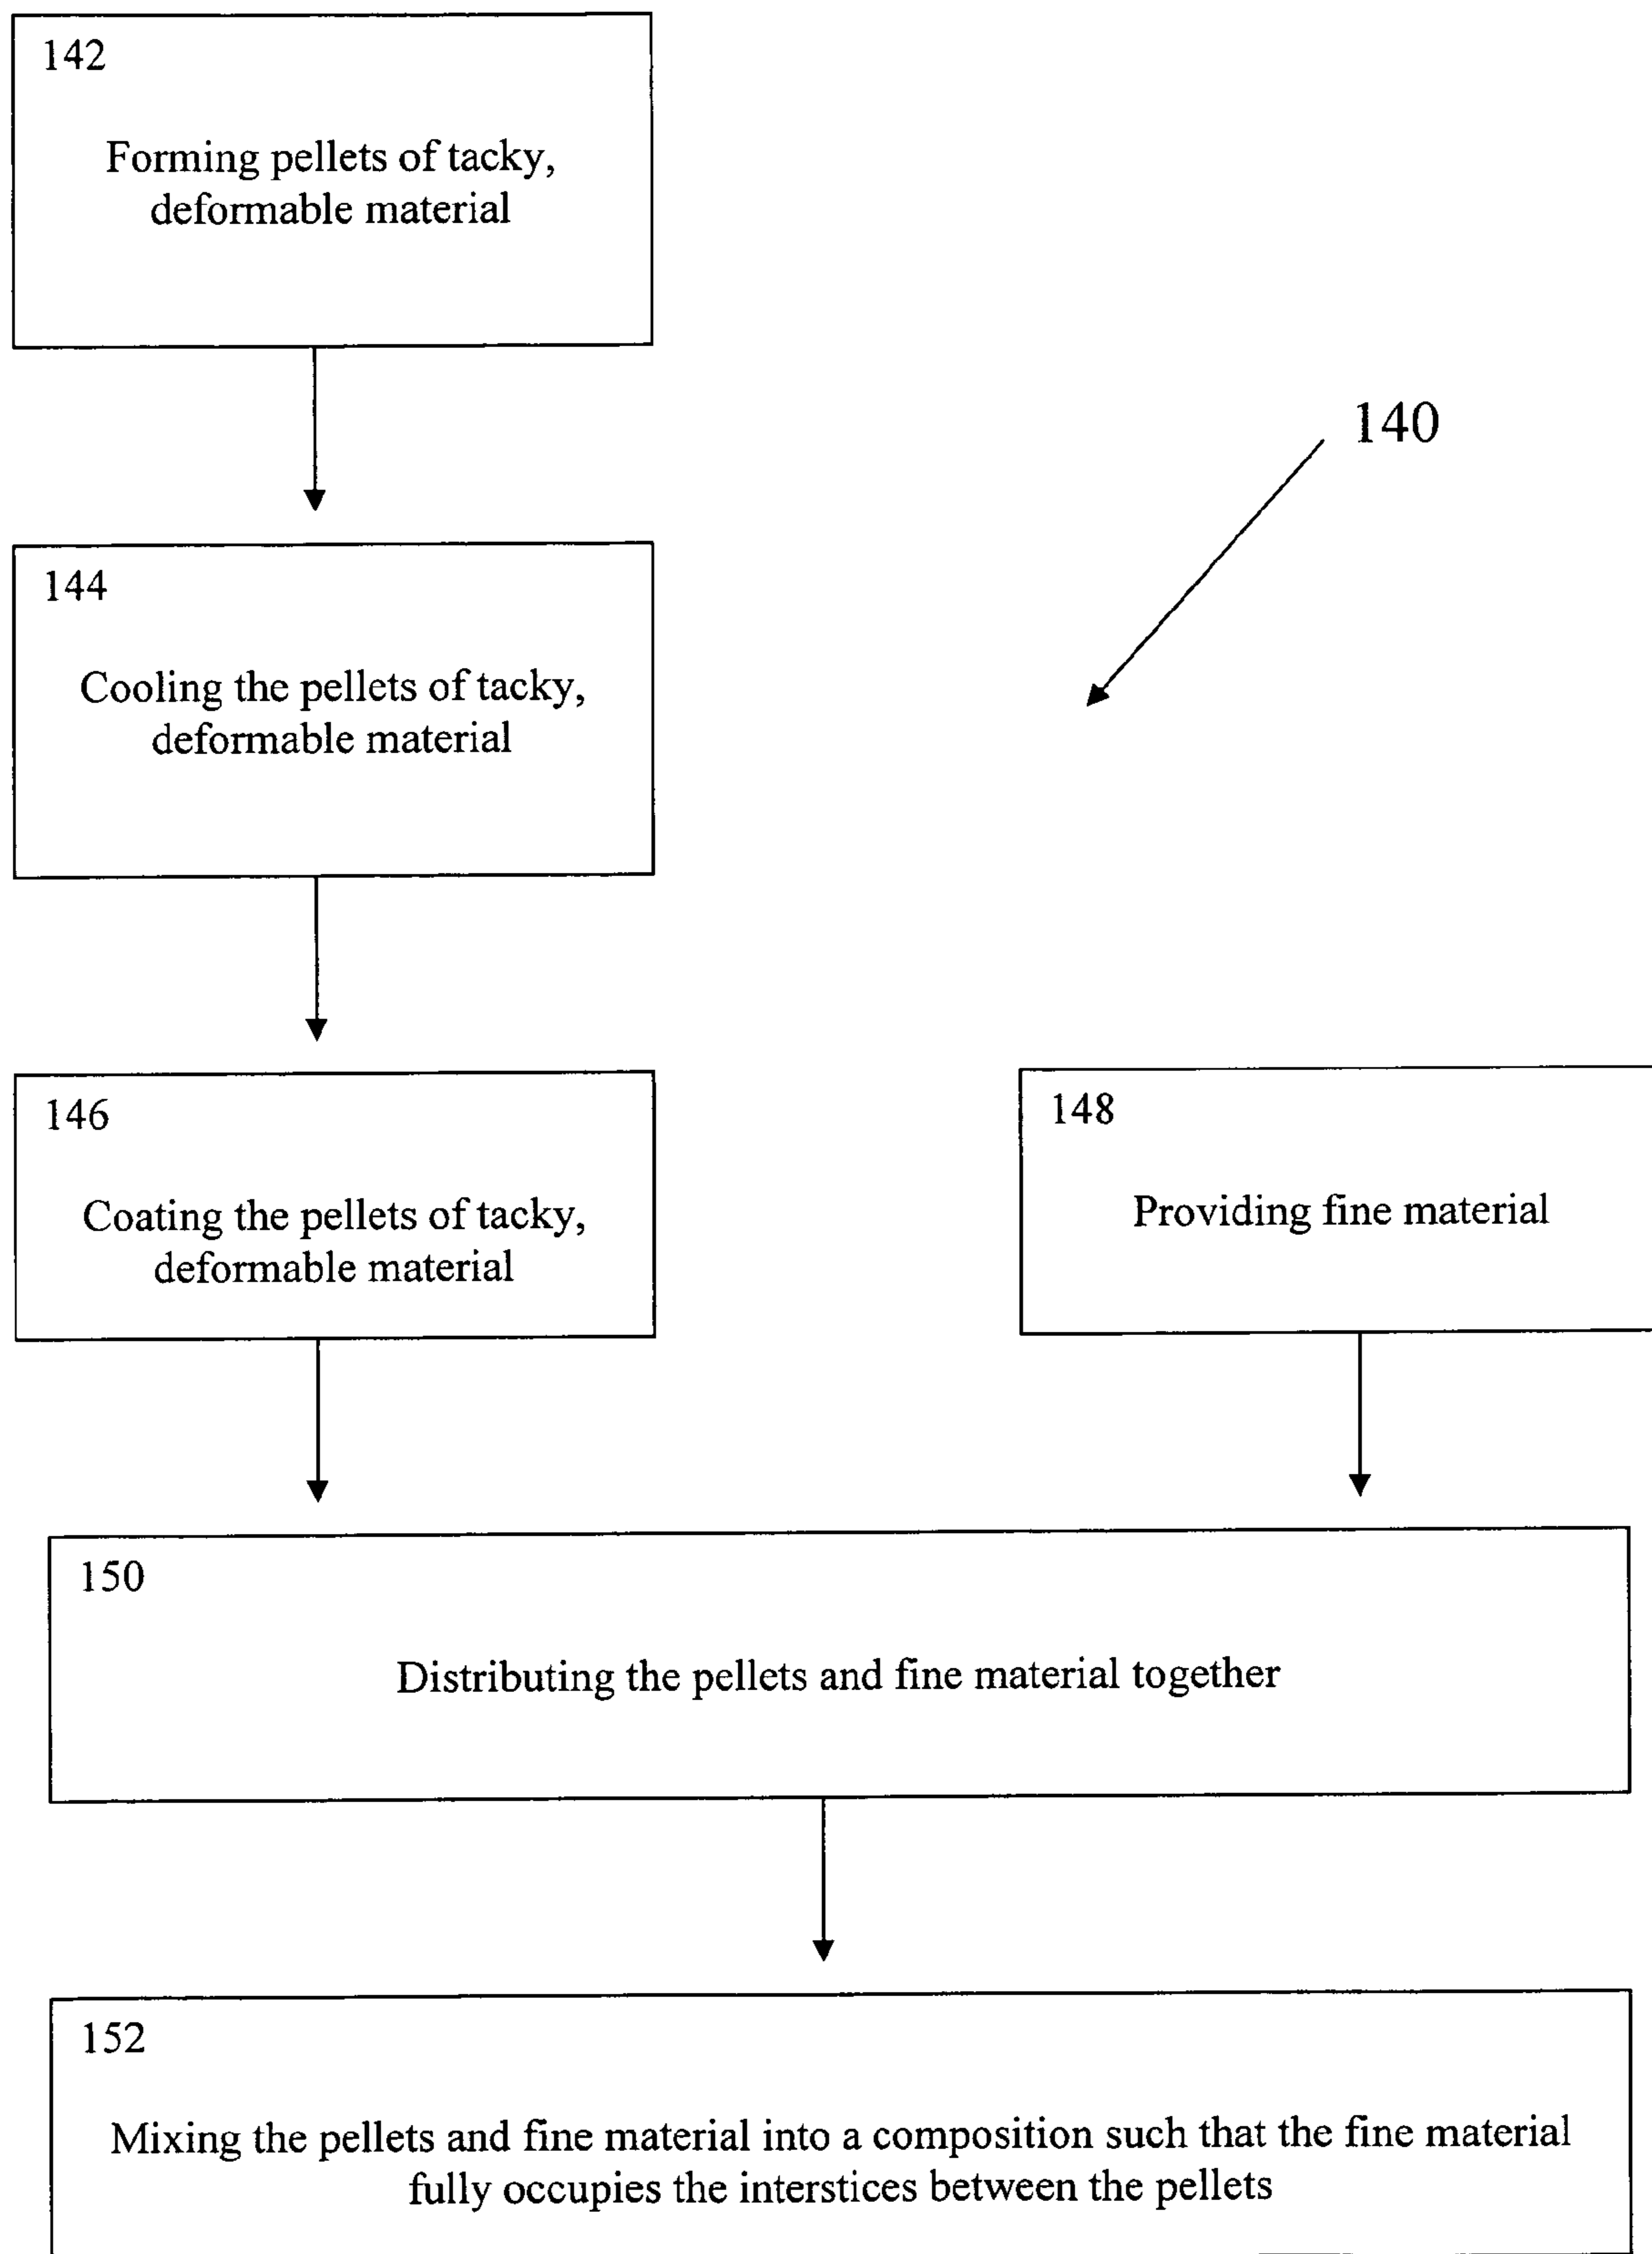 142
Forming pellets of tacky,
deformable material
140
144
Cooling the pellets of tacky,
deformable material
146
Coating the pellets of tacky,
deformable material
148
Providing fine material
150
Distributing the pellets and fine material together
152
Mixing the pellets and fine material into a composition such that the fine material
fully occupies the interstices between the pellets